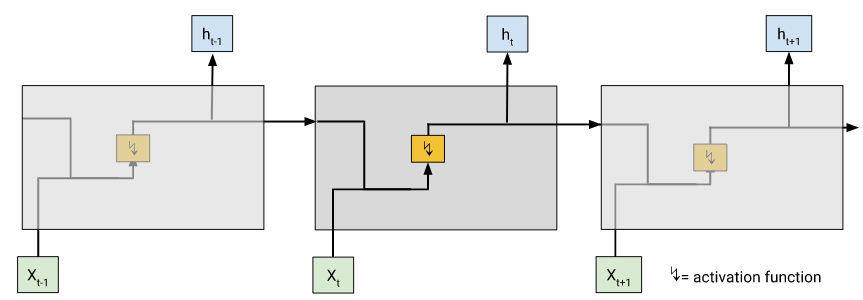 h_t-1
h_t
h_t+1
↯
↯
↯
X_t-1
X_t
X_t+1
↯= activation function